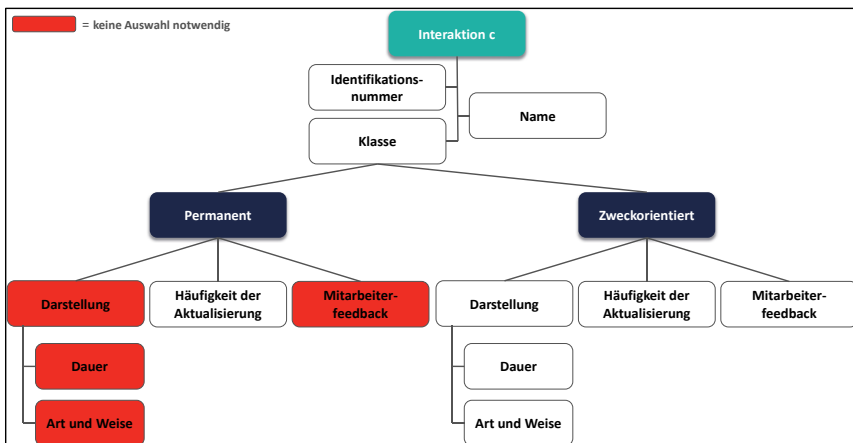 = keine Auswahl notwendig
Interaktion c
Identifikations-
nummer
Name
Klasse
Permanent
Zweckorientiert
Darstellung
Häufigkeit der
Aktualisierung
Mitarbeiter-
feedback
Darstellung
Häufigkeit der
Aktualisierung
Mitarbeiter-
feedback
Dauer
Dauer
Art und Weise
Art und Weise